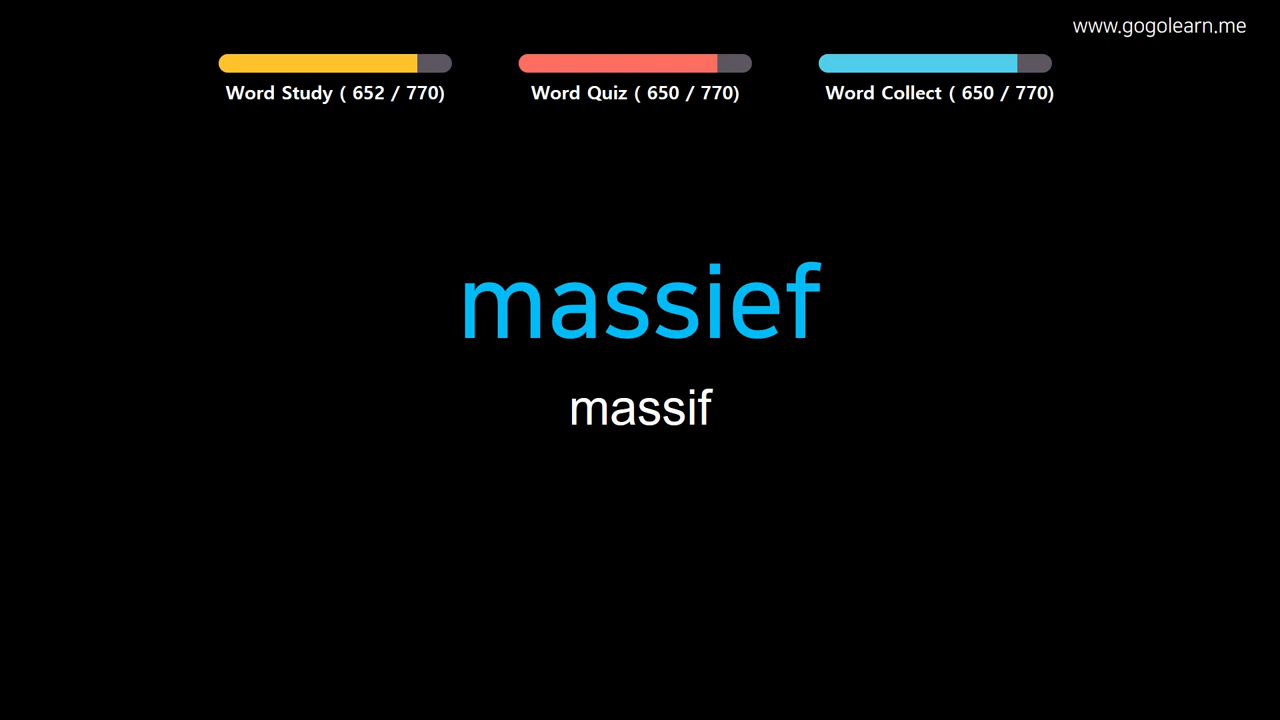 www.gogolearn.me
Word Study ( 652 / 770)
Word Quiz ( 650 / 770)
Word Collect ( 650 / 770)
massief
massif